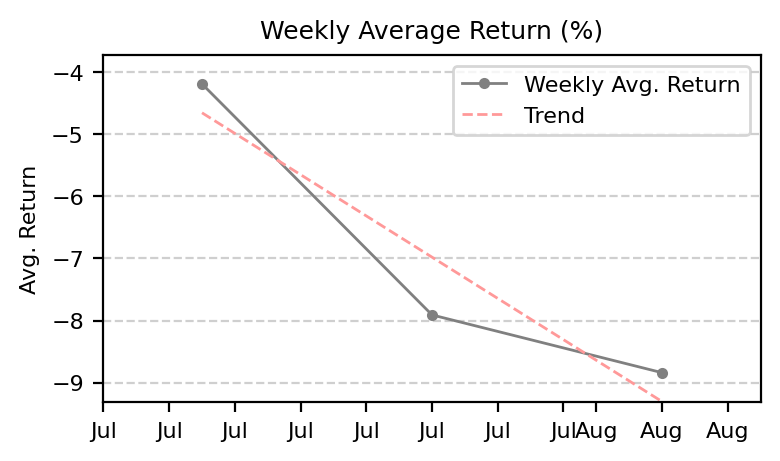 Weekly Average Return (%)
Weekly Avg. Return
Trend
Avg. Return
−4
−5
−6
−7
−8
−9
Jul Jul Jul Jul Jul Jul Jul Jul Aug Aug Aug